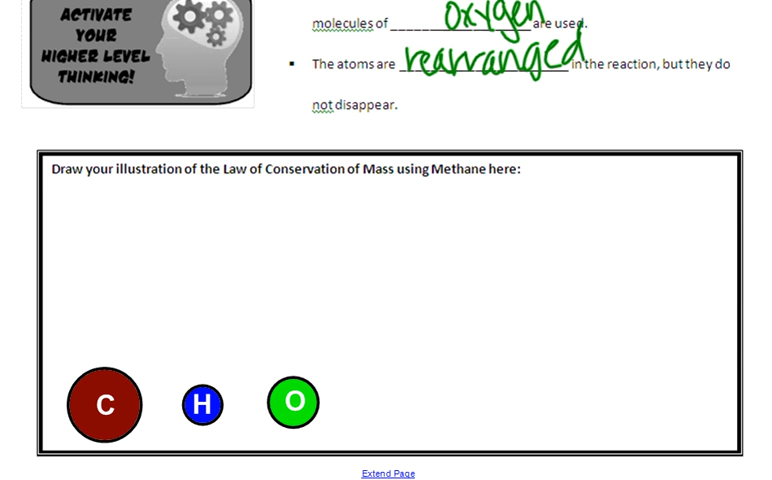 ACTIVATE
YOUR
HIGHER LEVEL
THINKING!
molecules of oxygen are used.
▪ The atoms are rearranged in the reaction, but they do
not disappear.
Draw your illustration of the Law of Conservation of Mass using Methane here:
C H O
Extend Page